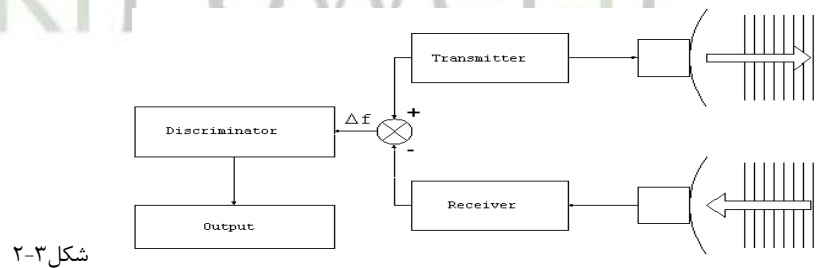 Transmitter
+
Δf
Discriminator
-
Receiver
Output
شکل۳-۲